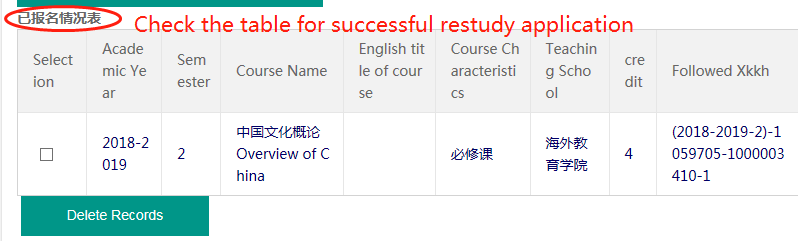 已报名情况表
Check the table for successful restudy application
Select
ion
Acade
mic Ye
ar
Sem
ester
Course Name
English tit
le of cour
se
Course Ch
aracteristi
cs
Teachin
g Schoo
l
cre
dit
Followed Xkkh
2018-2
019
2
中国文化概论
Overview of C
hina
必修课
海外教
育学院
4
(2018-2019-2)-1
059705-1000003
410-1
Delete Records